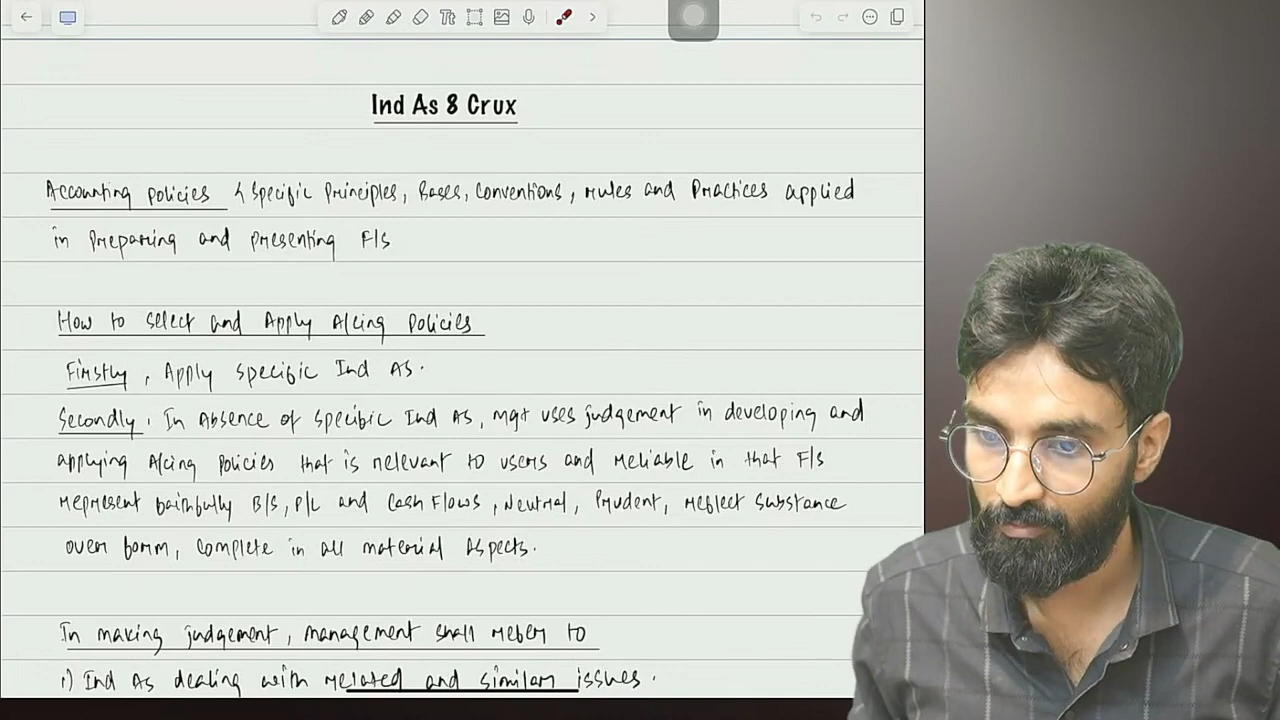 Ind As 8 Crux
Accounting Policies { Specific Principles, Bases, Conventions, rules and Practices applied
in Preparing and presenting F/s
How to select and Apply A/cing Policies
Firstly, Apply specific Ind AS.
Secondly. In Absence of specific Ind AS, mgt uses judgement in developing and
applying A/cing Policies that is relevant to users and reliable in that F/s
represent faithfully B/s, P/L and Cash Flows, Neutral, Prudent, reflect Substance
over form, complete in all material Aspects.
In making judgement, management shall refer to
i) Ind As dealing with related and similar issues.